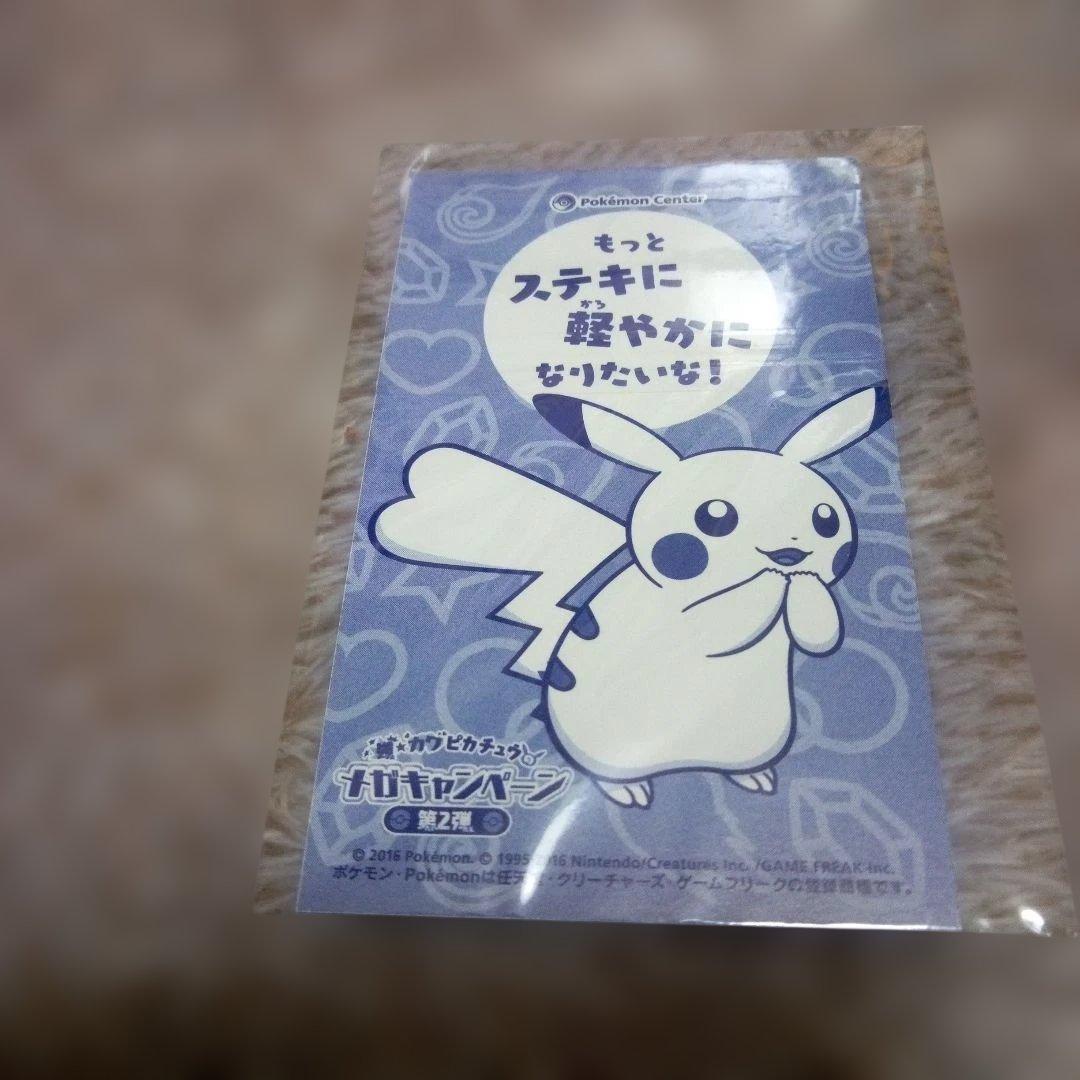 Pokémon Center
もっと
ステキに
かろ
軽やかに
なりたいな!
★カワピカチュウ
メガキャンペーン
第2弾
© 2016 Pokémon. © 1995-2016 Nintendo/Creatures Inc. /GAME FREAK inc.
ポケモン・Pokémonは任天堂・クリーチャーズ・ゲームフリークの登録商標です。